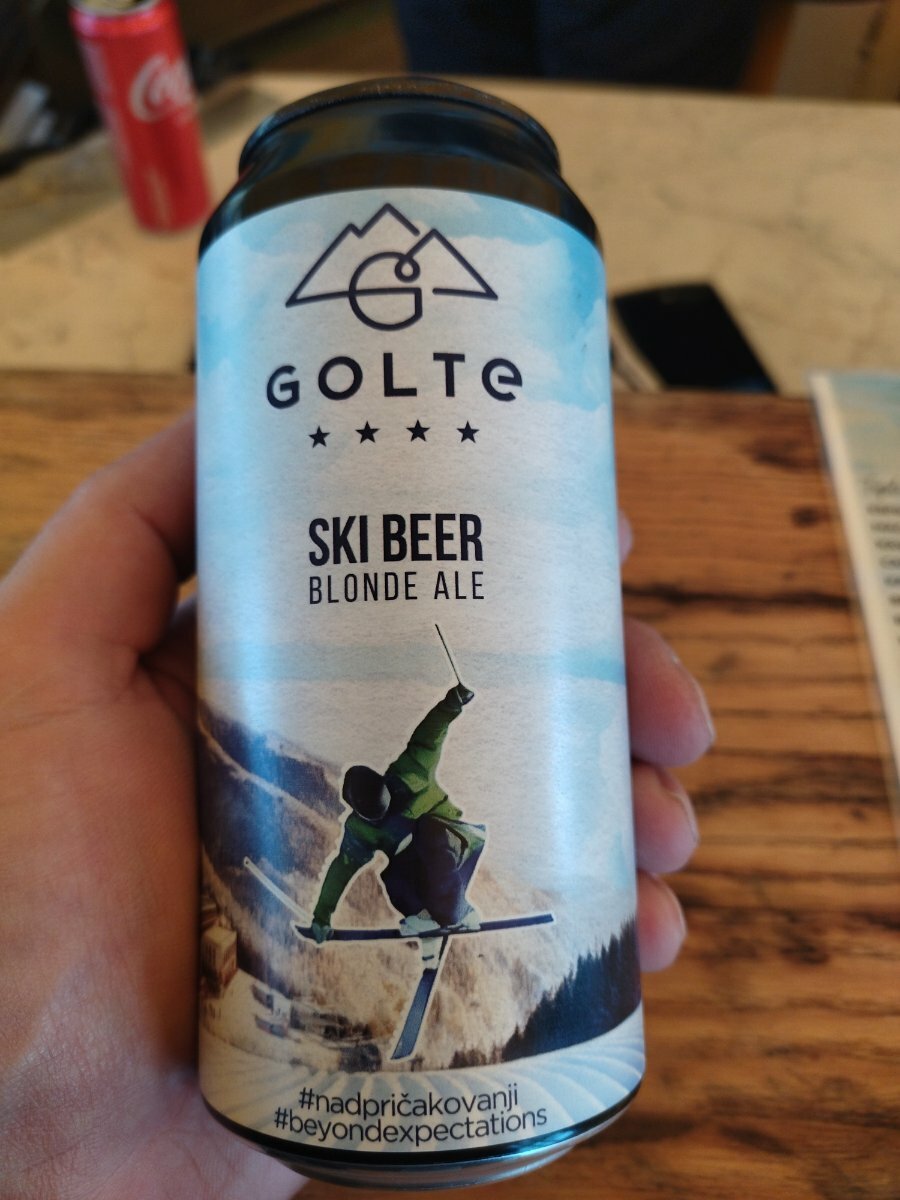 GOLTe
SKI BEER
BLONDE ALE
#nadpričakovanji
#beyondexpectations